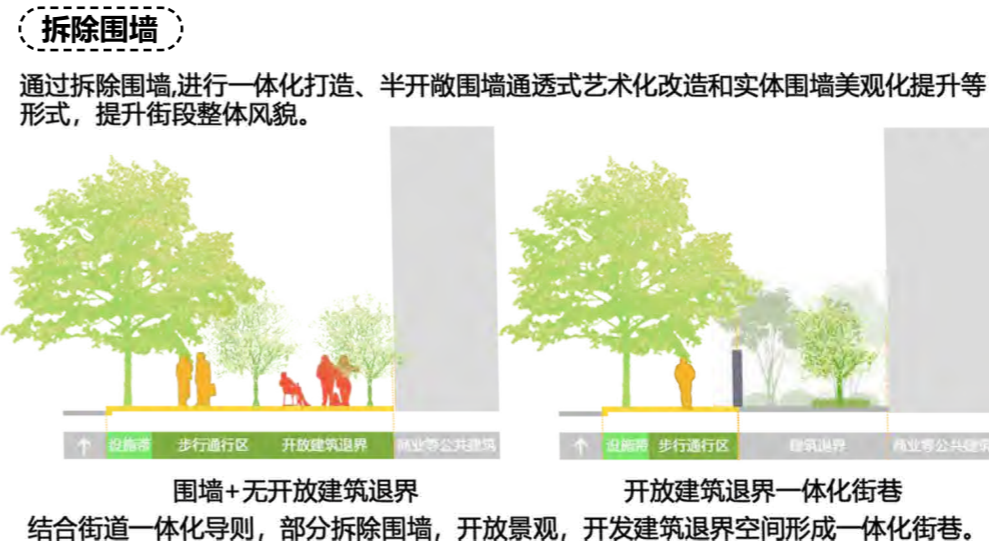 拆除围墙
通过拆除围墙,进行一体化打造、半开敞围墙通透式艺术化改造和实体围墙美观化提升等
形式，提升街段整体风貌。
设施带 步行通行区 开放建筑退界 商业等公共建筑
设施带 步行通行区 建筑退界 商业等公共建筑
围墙+无开放建筑退界
开放建筑退界一体化街巷
结合街道一体化导则，部分拆除围墙，开放景观，开发建筑退界空间形成一体化街巷。